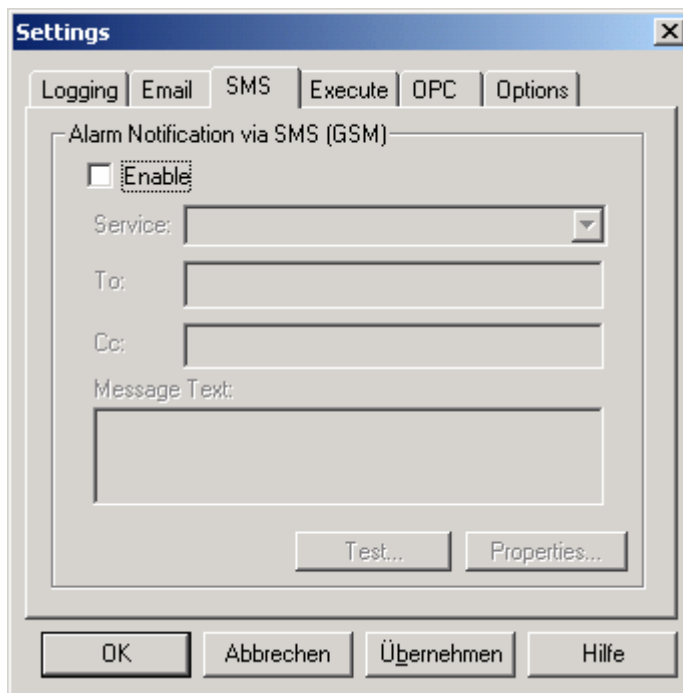 Settings
Logging Email SMS Execute OPC Options
Alarm Notification via SMS (GSM)
Enable
Service:
To:
Cc:
Message Text:
Test... Properties...
OK Abbrechen Übernehmen Hilfe